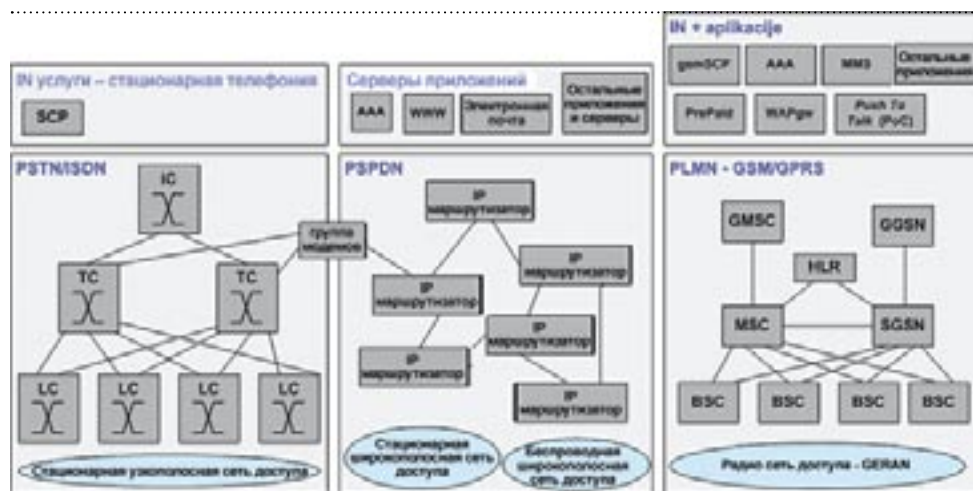 IN услуги – стационарная телефония
SCP
Серверы приложений
AAA
WWW
Электронная
почта
Остальные
приложения
и серверы
IN + aplikacije
gsmSCF
AAA
MMS
Остальные
приложения
PrePaid
WAPgw
Push To
Talk (PoC)
PSTN/ISDN
IC
TC
TC
LC
LC
LC
LC
Стационарная узкополосная сеть доступа
группа
модемов
PSPDN
IP
маршрутизатор
IP
маршрутизатор
IP
маршрутизатор
IP
маршрутизатор
IP
маршрутизатор
IP
маршрутизатор
Стационарная
широкополосная сеть
доступа
Беспроводная
широкополосная
сеть доступа
PLMN - GSM/GPRS
GMSC
GGSN
HLR
MSC
SGSN
BSC
BSC
BSC
BSC
Радио сеть доступа - GERAN